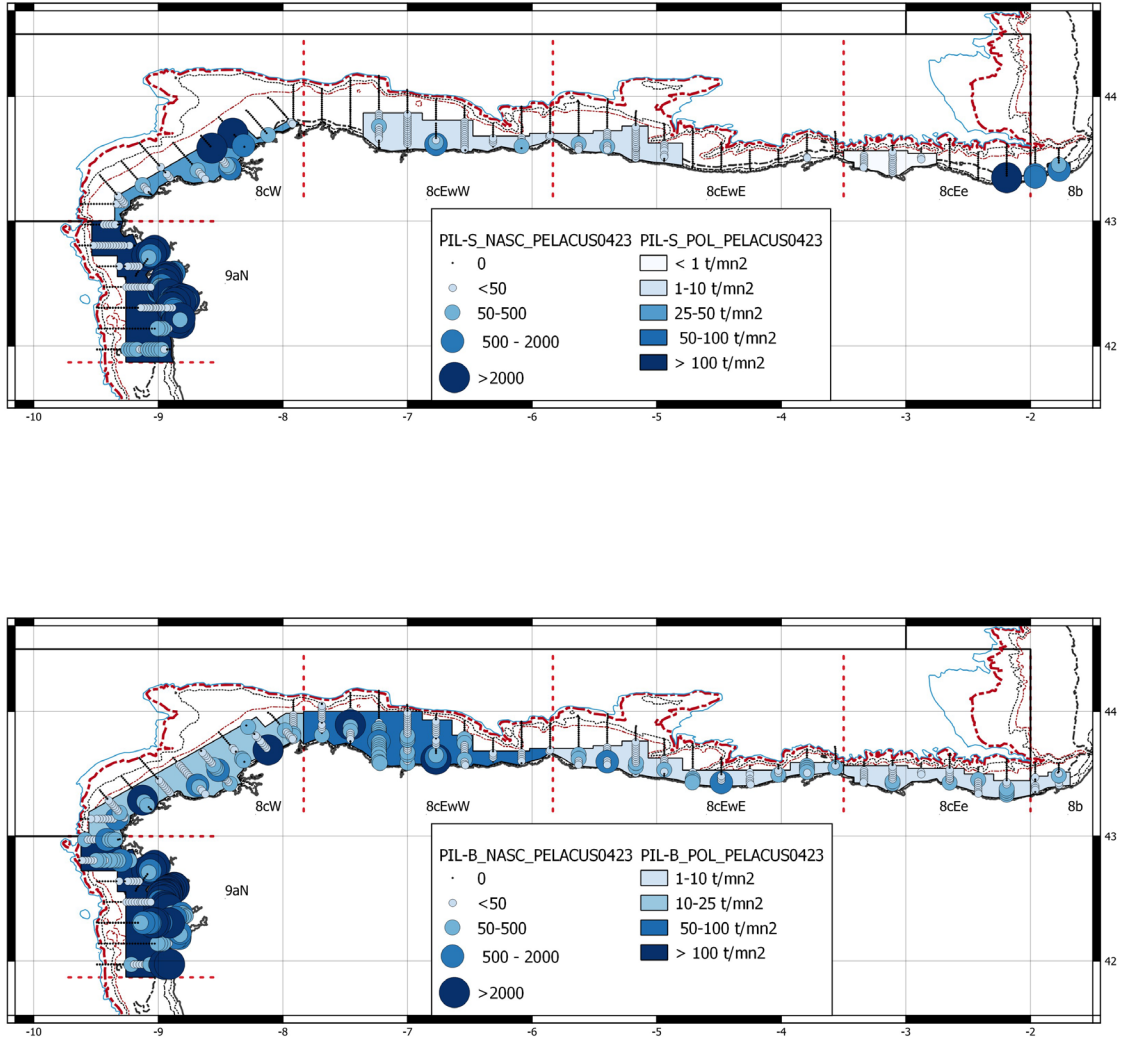 44
43
42
8cW
8cEwW
8cEwE
8cEe
8b
9aN
PIL-S_NASC_PELACUS0423 PIL-S_POL_PELACUS0423
0 < 1 t/mn2
<50 1-10 t/mn2
50-500 25-50 t/mn2
500 - 2000 50-100 t/mn2
>2000 > 100 t/mn2
-10 -9 -8 -7 -6 -5 -4 -3 -2
44
43
42
8cW
8cEwW
8cEwE
8cEe
8b
9aN
PIL-B_NASC_PELACUS0423 PIL-B_POL_PELACUS0423
0 1-10 t/mn2
<50 10-25 t/mn2
50-500 50-100 t/mn2
500 - 2000 > 100 t/mn2
>2000
-10 -9 -8 -7 -6 -5 -4 -3 -2